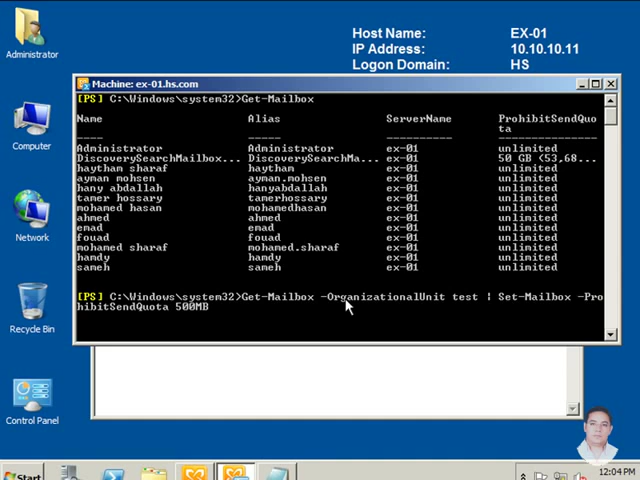 Administrator
Computer
Network
Recycle Bin
Control Panel
Host Name: EX-01
IP Address: 10.10.10.11
Logon Domain: HS
Machine: ex-01.hs.com
[PS] C:\Windows\system32>Get-Mailbox
Name Alias ServerName ProhibitSendQuo
ta
---- ----- ---------- ---------------
Administrator Administrator ex-01 unlimited
DiscoverySearchMailbox... DiscoverySearchMa... ex-01 50 GB (53,68...
haytham sharaf haytham ex-01 unlimited
ayman mohsen ayman.mohsen ex-01 unlimited
hany abdallah hanyabdallah ex-01 unlimited
tamer hossary tamerhossary ex-01 unlimited
mohamed hasan mohamedhasan ex-01 unlimited
ahmed ahmed ex-01 unlimited
emad emad ex-01 unlimited
fouad fouad ex-01 unlimited
mohamed sharaf mohamed.sharaf ex-01 unlimited
hamdy hamdy ex-01 unlimited
sameh sameh ex-01 unlimited
[PS] C:\Windows\system32>Get-Mailbox -OrganizationalUnit test | Set-Mailbox -Pro
hibitSendQuota 500MB
Start
12:04 PM